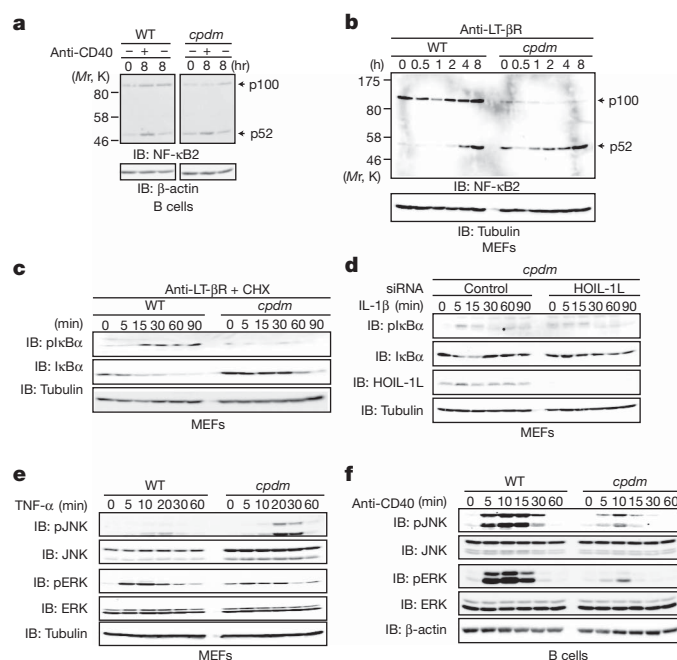 a
WT cpdm
Anti-CD40 – + – – + –
0 8 8 0 8 8 (hr)
(Mr, K)
80
58
46
p100
p52
IB: NF-κB2
IB: β-actin
B cells
b
Anti-LT-βR
WT cpdm
(h) 0 0.5 1 2 4 8 0 0.5 1 2 4 8
175
80
58
46
(Mr, K)
p100
p52
IB: NF-κB2
IB: Tubulin
MEFs
c
Anti-LT-βR + CHX
WT cpdm
(min) 0 5 15 30 60 90 0 5 15 30 60 90
IB: pIκBα
IB: IκBα
IB: Tubulin
MEFs
d
cpdm
siRNA Control HOIL-1L
IL-1β (min) 0 5 15 30 60 90 0 5 15 30 60 90
IB: pIκBα
IB: IκBα
IB: HOIL-1L
IB: Tubulin
MEFs
e
WT cpdm
TNF-α (min) 0 5 10 20 30 60 0 5 10 20 30 60
IB: pJNK
IB: JNK
IB: pERK
IB: ERK
IB: Tubulin
MEFs
f
WT cpdm
Anti-CD40 (min) 0 5 10 15 30 60 0 5 10 15 30 60
IB: pJNK
IB: JNK
IB: pERK
IB: ERK
IB: β-actin
B cells